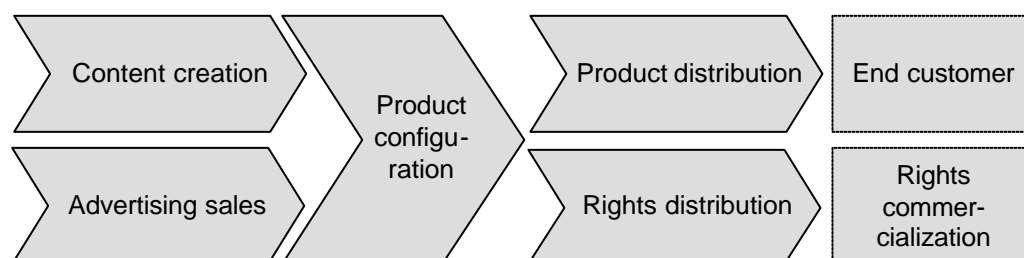 Content creation
Advertising sales
Product
configu-
ration
Product distribution
Rights distribution
End customer
Rights
commer-
cialization